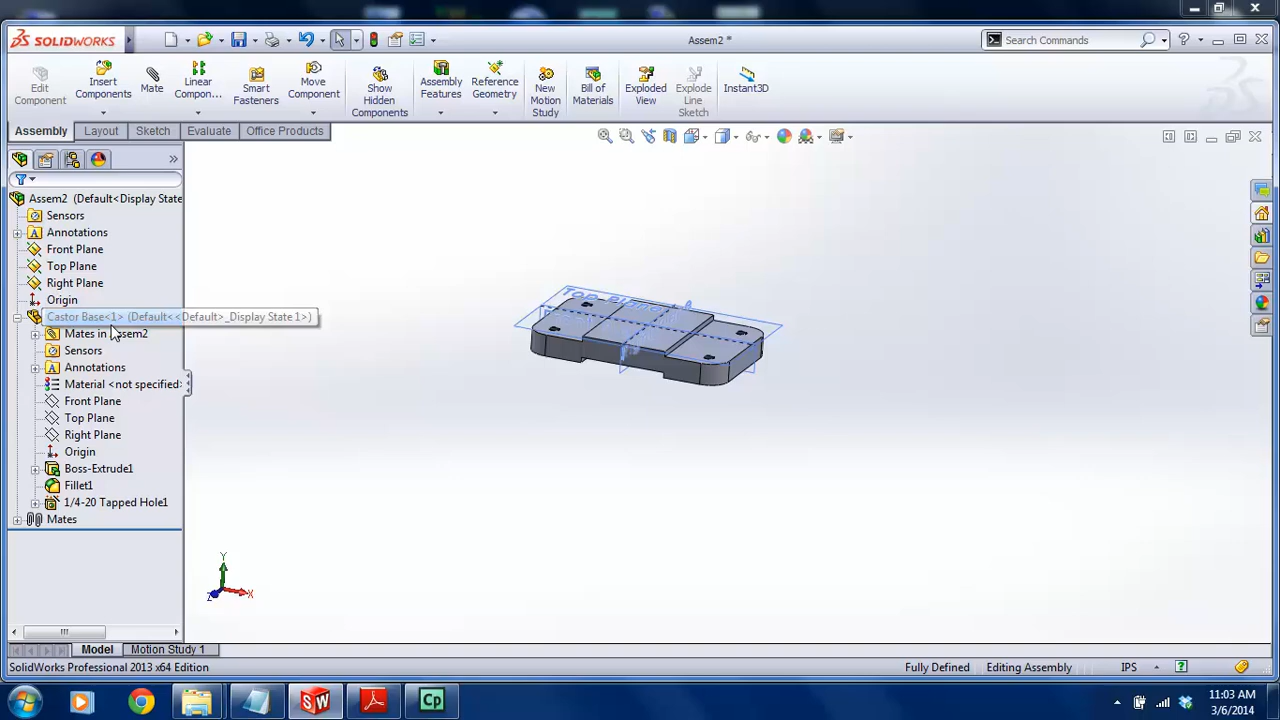 SOLIDWORKS
Assem2 *
Search Commands
Edit Component
Insert Components
Mate
Linear Compon...
Smart Fasteners
Move Component
Show Hidden Components
Assembly Features
Reference Geometry
New Motion Study
Bill of Materials
Exploded View
Explode Line Sketch
Instant3D
Assembly
Layout
Sketch
Evaluate
Office Products
Assem2 (Default<Display State
Sensors
Annotations
Front Plane
Top Plane
Right Plane
Origin
Castor Base<1> (Default<<Default>_Display State 1>)
Mates in Assem2
Sensors
Annotations
Material <not specified>
Front Plane
Top Plane
Right Plane
Origin
Boss-Extrude1
Fillet1
1/4-20 Tapped Hole1
Mates
Top Plane
Y
X
Z
Model
Motion Study 1
SolidWorks Professional 2013 x64 Edition
Fully Defined
Editing Assembly
IPS
SW
Cp
11:03 AM
3/6/2014